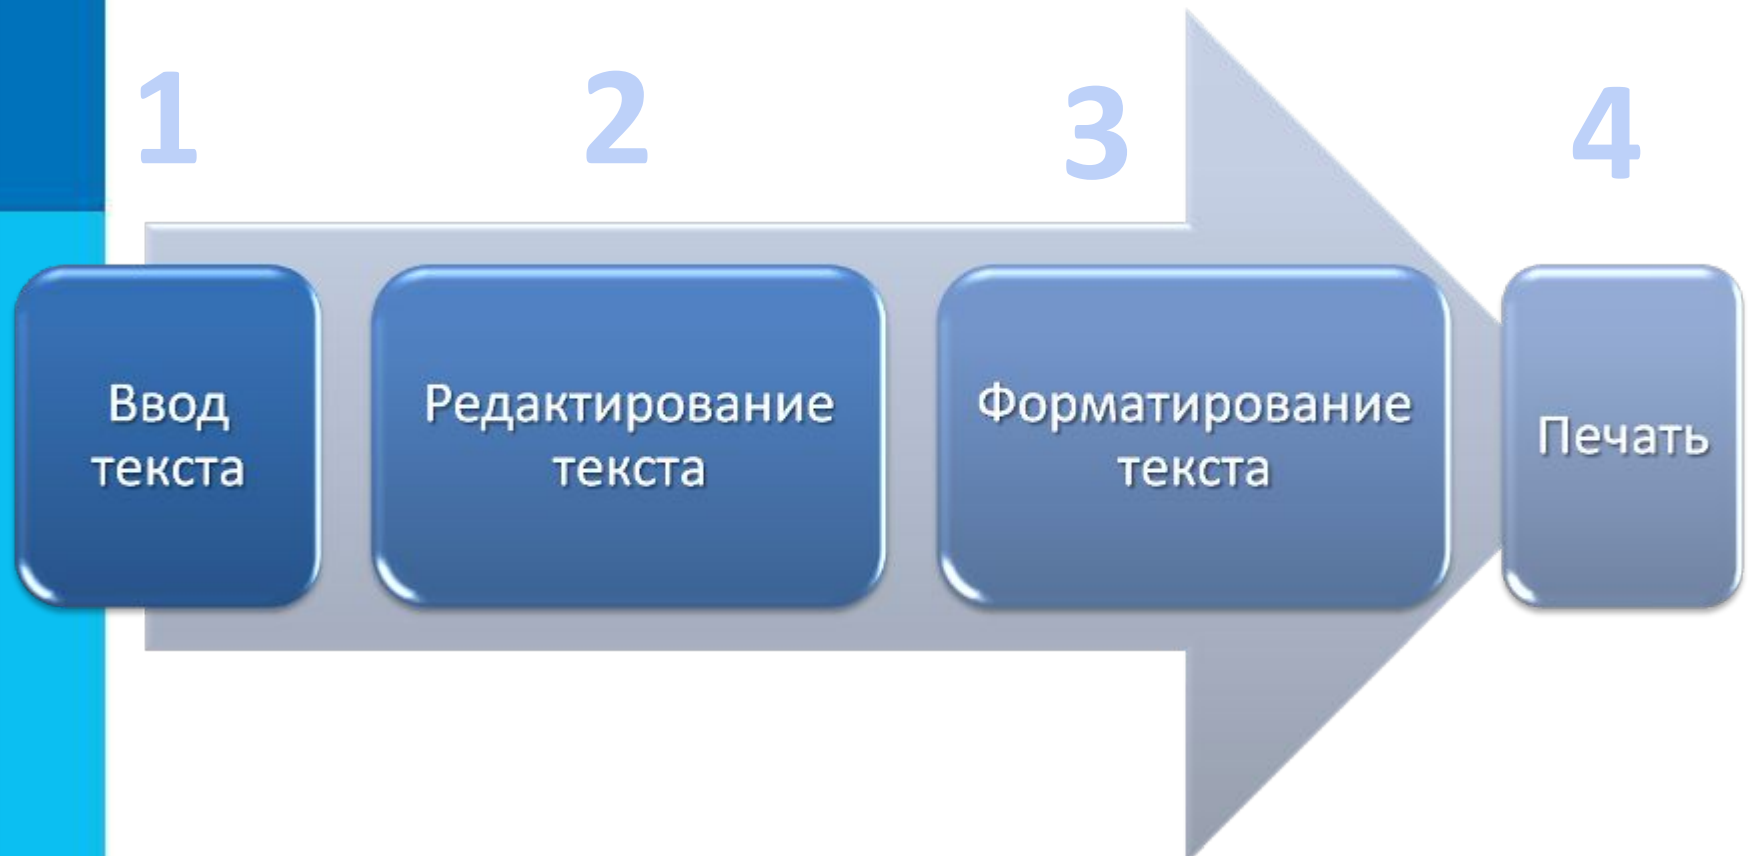 1
2
3
4
Ввод
текста
Редактирование
текста
Форматирование
текста
Печать